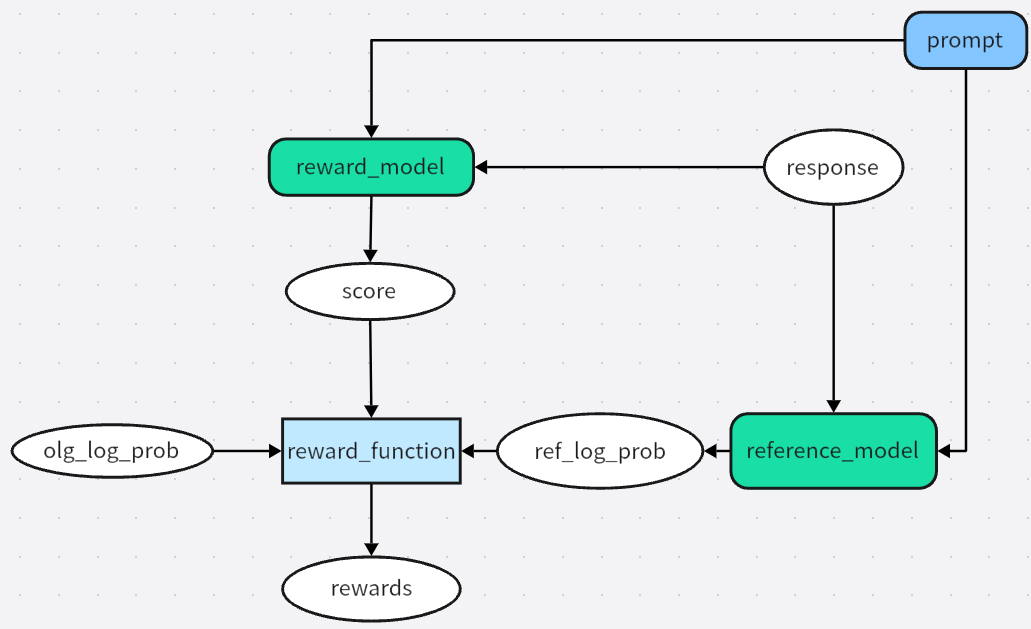 prompt
reward_model
response
score
olg_log_prob
reward_function
ref_log_prob
reference_model
rewards